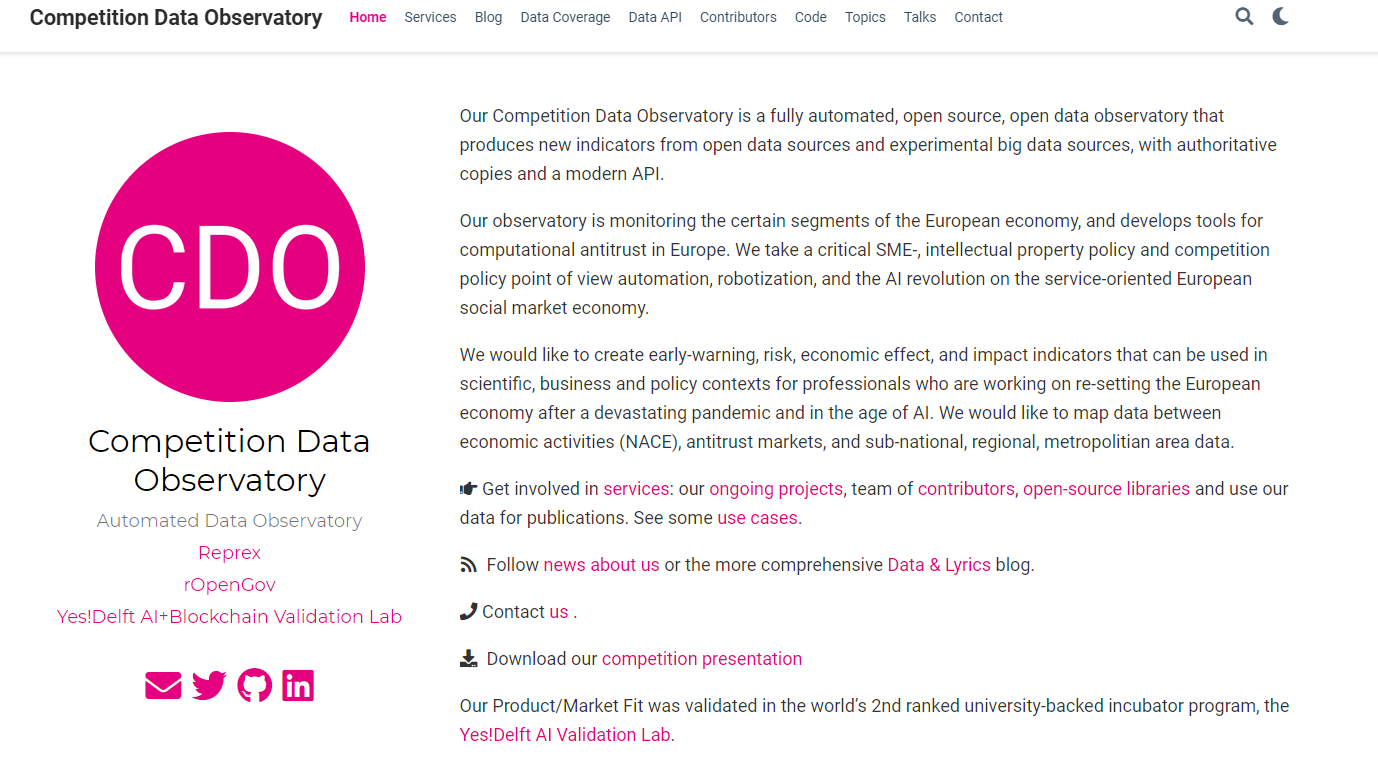 Competition Data Observatory Home Services Blog Data Coverage Data API Contributors Code Topics Talks Contact
CDO
Competition Data
Observatory
Automated Data Observatory
Reprex
rOpenGov
Yes!Delft AI+Blockchain Validation Lab
Our Competition Data Observatory is a fully automated, open source, open data observatory that
produces new indicators from open data sources and experimental big data sources, with authoritative
copies and a modern API.
Our observatory is monitoring the certain segments of the European economy, and develops tools for
computational antitrust in Europe. We take a critical SME-, intellectual property policy and competition
policy point of view automation, robotization, and the AI revolution on the service-oriented European
social market economy.
We would like to create early-warning, risk, economic effect, and impact indicators that can be used in
scientific, business and policy contexts for professionals who are working on re-setting the European
economy after a devastating pandemic and in the age of AI. We would like to map data between
economic activities (NACE), antitrust markets, and sub-national, regional, metropolitian area data.
Get involved in services: our ongoing projects, team of contributors, open-source libraries and use our
data for publications. See some use cases.
Follow news about us or the more comprehensive Data & Lyrics blog.
Contact us .
Download our competition presentation
Our Product/Market Fit was validated in the world's 2nd ranked university-backed incubator program, the
Yes!Delft AI Validation Lab.